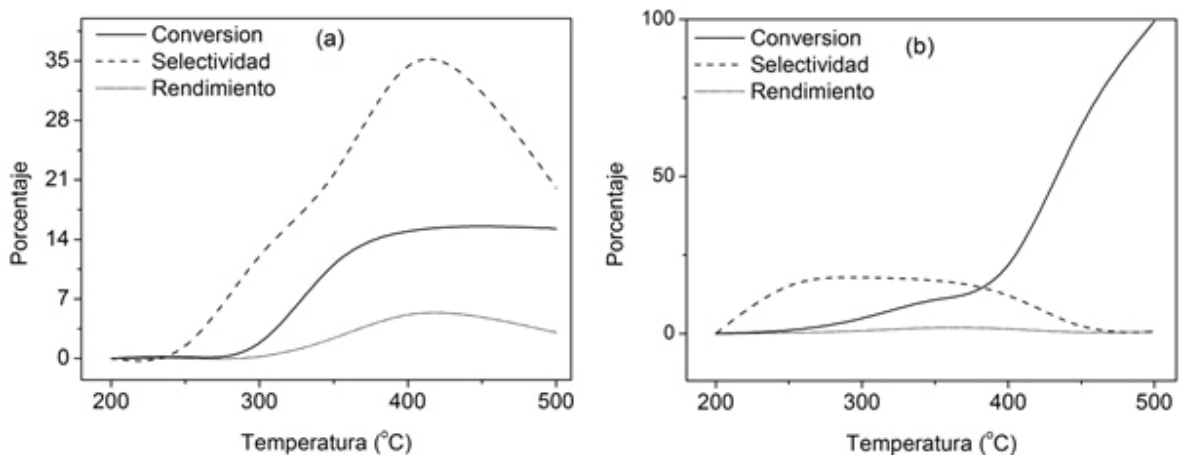 Conversion
(a)
Selectividad
Rendimiento
35
28
21
14
7
0
Porcentaje
200
300
400
500
Temperatura (°C)
100
Conversion
(b)
Selectividad
Rendimiento
50
0
Porcentaje
200
300
400
500
Temperatura (°C)